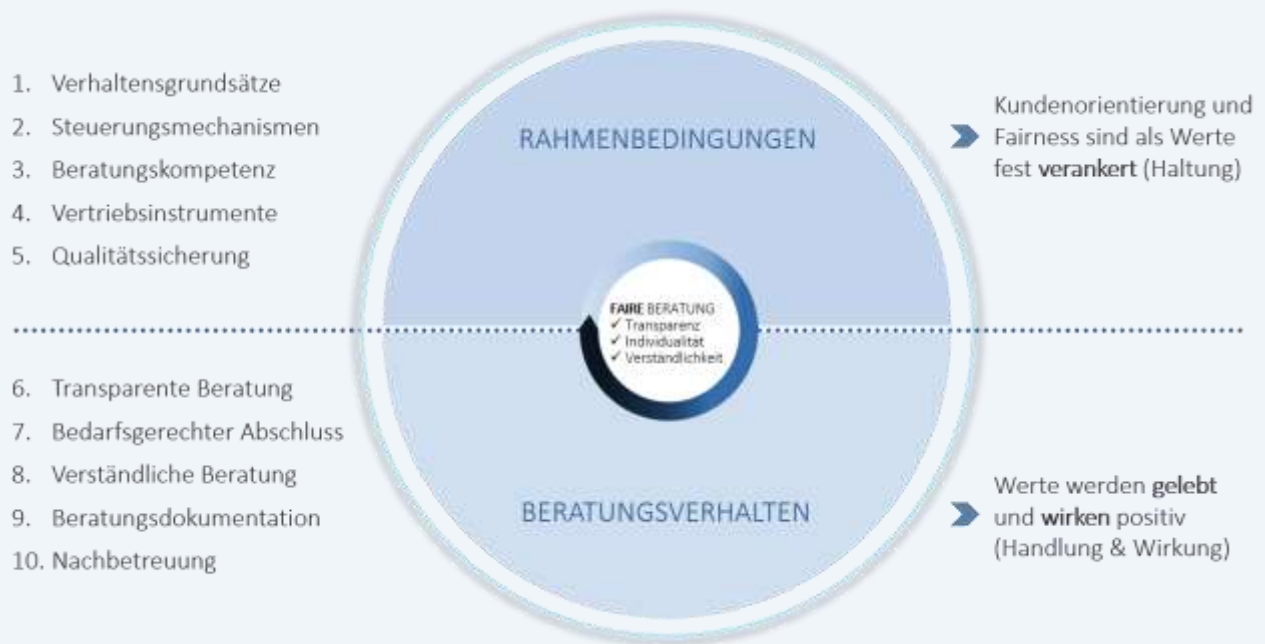 1. Verhaltensgrundsätze
2. Steuerungsmechanismen
3. Beratungskompetenz
4. Vertriebsinstrumente
5. Qualitätssicherung
RAHMENBEDINGUNGEN
Kundenorientierung und
Fairness sind als Werte
fest verankert (Haltung)
FAIRE BERATUNG
✓ Transparenz
✓ Individualität
✓ Verständlichkeit
6. Transparente Beratung
7. Bedarfsgerechter Abschluss
8. Verständliche Beratung
9. Beratungsdokumentation
10. Nachbetreuung
BERATUNGSVERHALTEN
Werte werden gelebt
und wirken positiv
(Handlung & Wirkung)